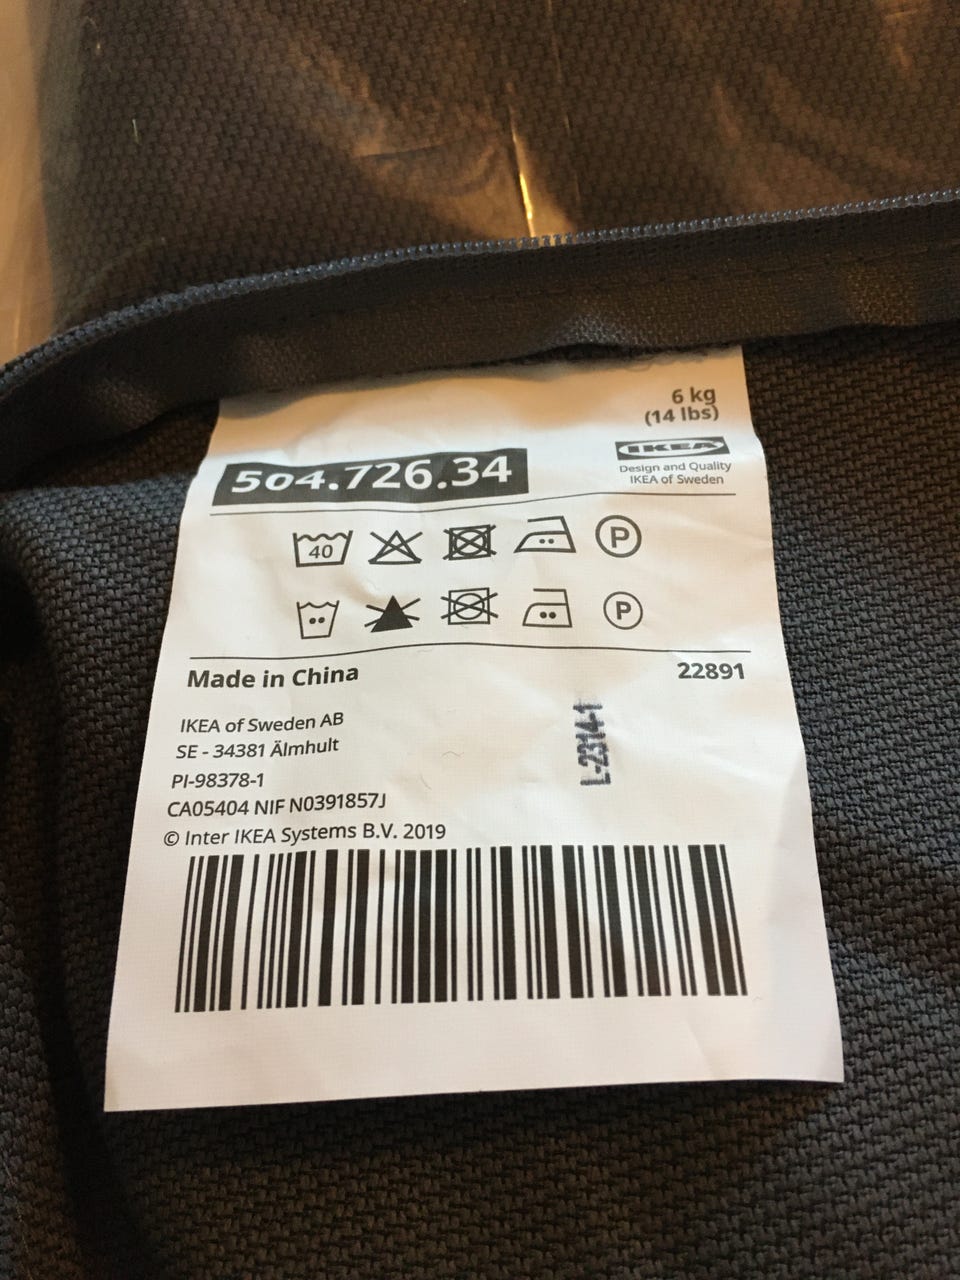 6 kg
(14 lbs)
504.726.34
IKEA
Design and Quality
IKEA of Sweden
40
P
P
Made in China
22891
IKEA of Sweden AB
SE - 34381 Älmhult
PI-98378-1
CA05404 NIF N0391857J
© Inter IKEA Systems B.V. 2019
L-2314-1